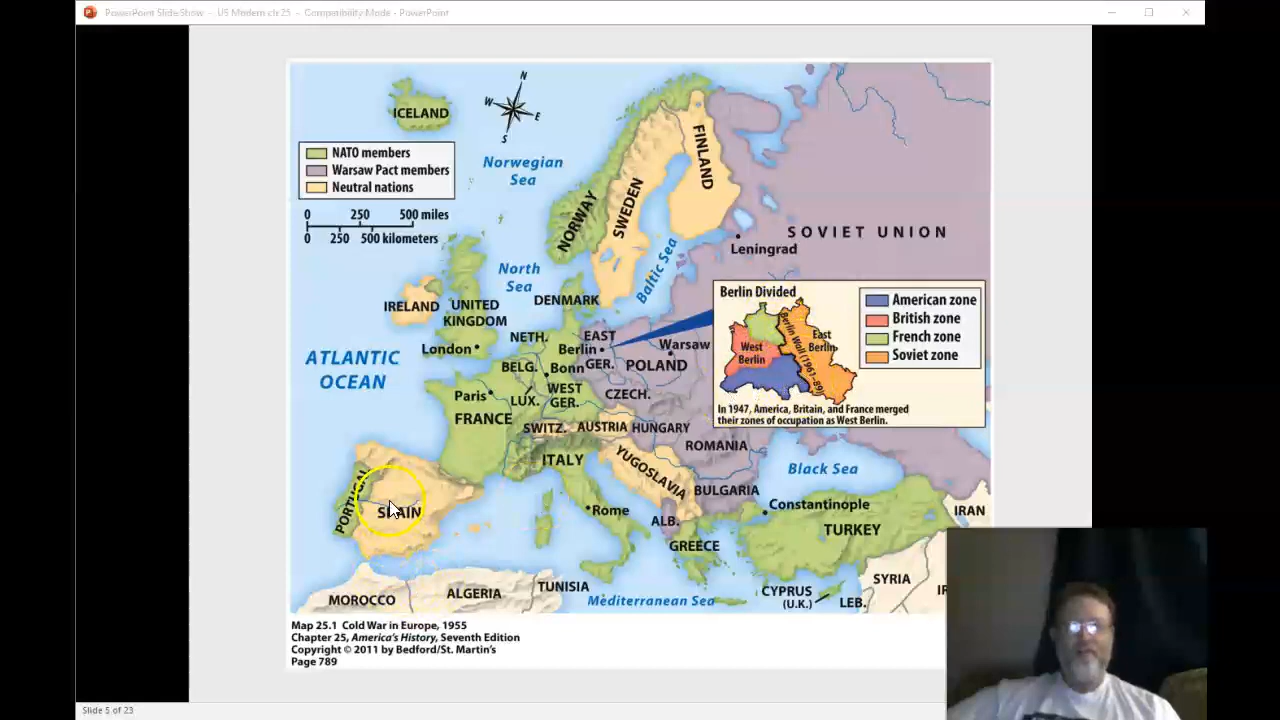 PowerPoint Slide Show - US Modern ch 25 - Compatibility Mode - PowerPoint
N
W
E
S
ICELAND
NATO members
Warsaw Pact members
Neutral nations
0 250 500 miles
0 250 500 kilometers
Norwegian
Sea
FINLAND
SWEDEN
NORWAY
SOVIET UNION
Leningrad
Baltic Sea
North
Sea
DENMARK
IRELAND
UNITED
KINGDOM
London
NETH.
EAST
GER.
Berlin
Warsaw
POLAND
BELG.
Bonn
WEST
GER.
LUX.
CZECH.
Paris
FRANCE
ATLANTIC
OCEAN
Berlin Divided
American zone
British zone
French zone
Soviet zone
West
Berlin
East
Berlin
Berlin Wall (1961–89)
In 1947, America, Britain, and France merged
their zones of occupation as West Berlin.
SWITZ.
AUSTRIA
HUNGARY
ROMANIA
ITALY
YUGOSLAVIA
BULGARIA
Black Sea
PORTUGAL
SPAIN
Rome
ALB.
Constantinople
IRAN
GREECE
TURKEY
MOROCCO
ALGERIA
TUNISIA
Mediterranean Sea
CYPRUS
(U.K.)
SYRIA
LEB.
Map 25.1 Cold War in Europe, 1955
Chapter 25, America's History, Seventh Edition
Copyright © 2011 by Bedford/St. Martin's
Page 789
Slide 5 of 23